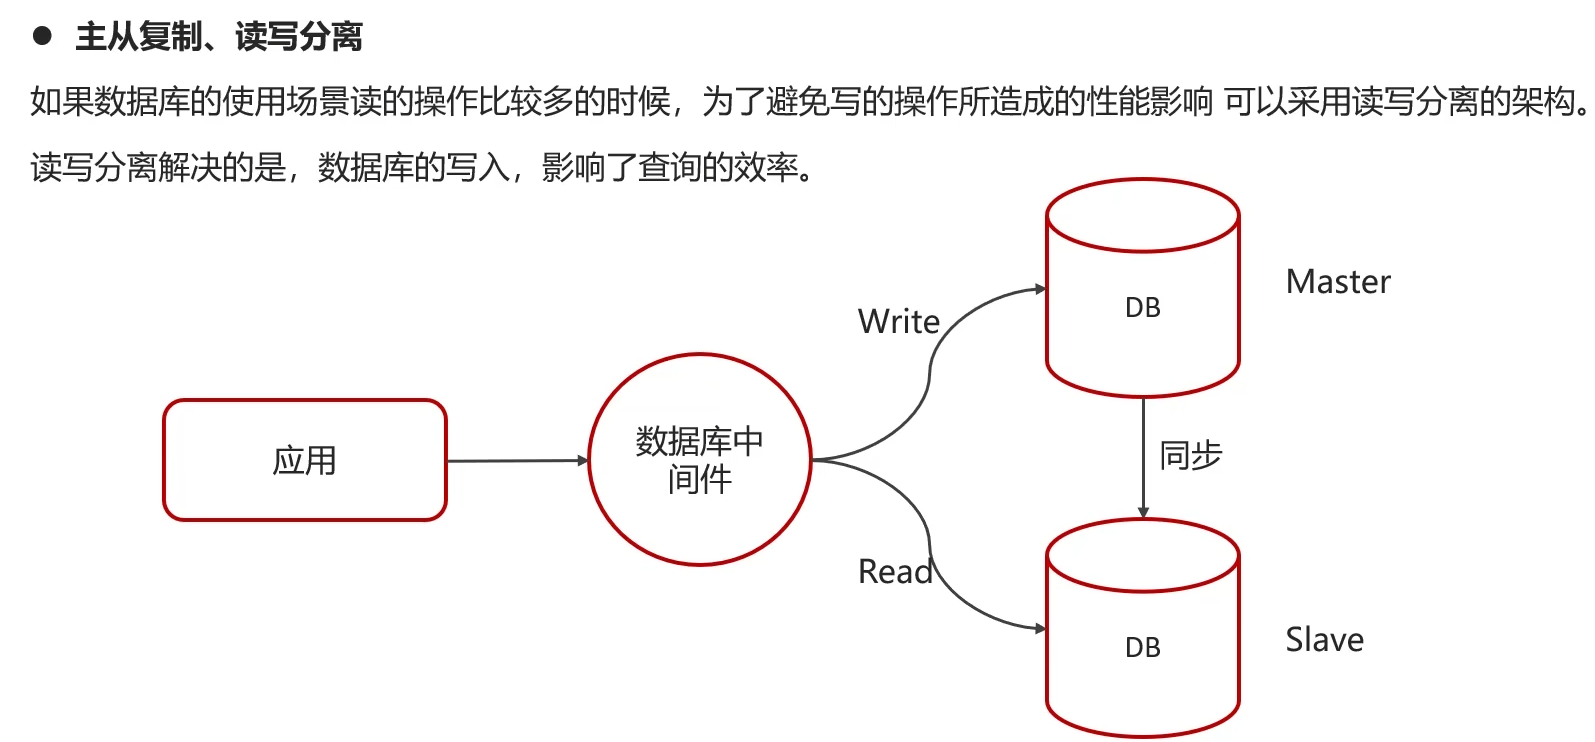 ● 主从复制、读写分离
如果数据库的使用场景读的操作比较多的时候，为了避免写的操作所造成的性能影响 可以采用读写分离的架构。
读写分离解决的是，数据库的写入，影响了查询的效率。
Master
DB
Write
应用
数据库中
间件
同步
Read
Slave
DB